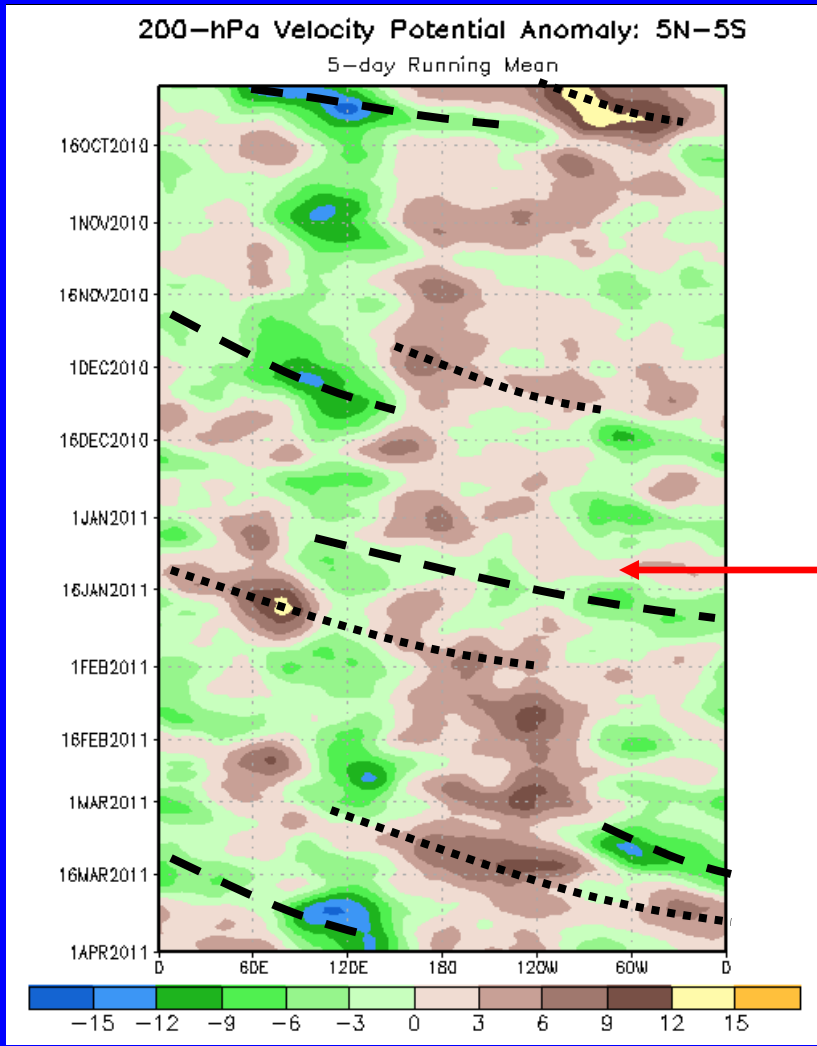 200-hPa Velocity Potential Anomaly: 5N-5S
5-day Running Mean
16OCT2010
1NOV2010
16NOV2010
1DEC2010
16DEC2010
1JAN2011
16JAN2011
1FEB2011
16FEB2011
1MAR2011
16MAR2011
1APR2011
0 60E 120E 180 120W 60W 0
-15 -12 -9 -6 -3 0 3 6 9 12 15